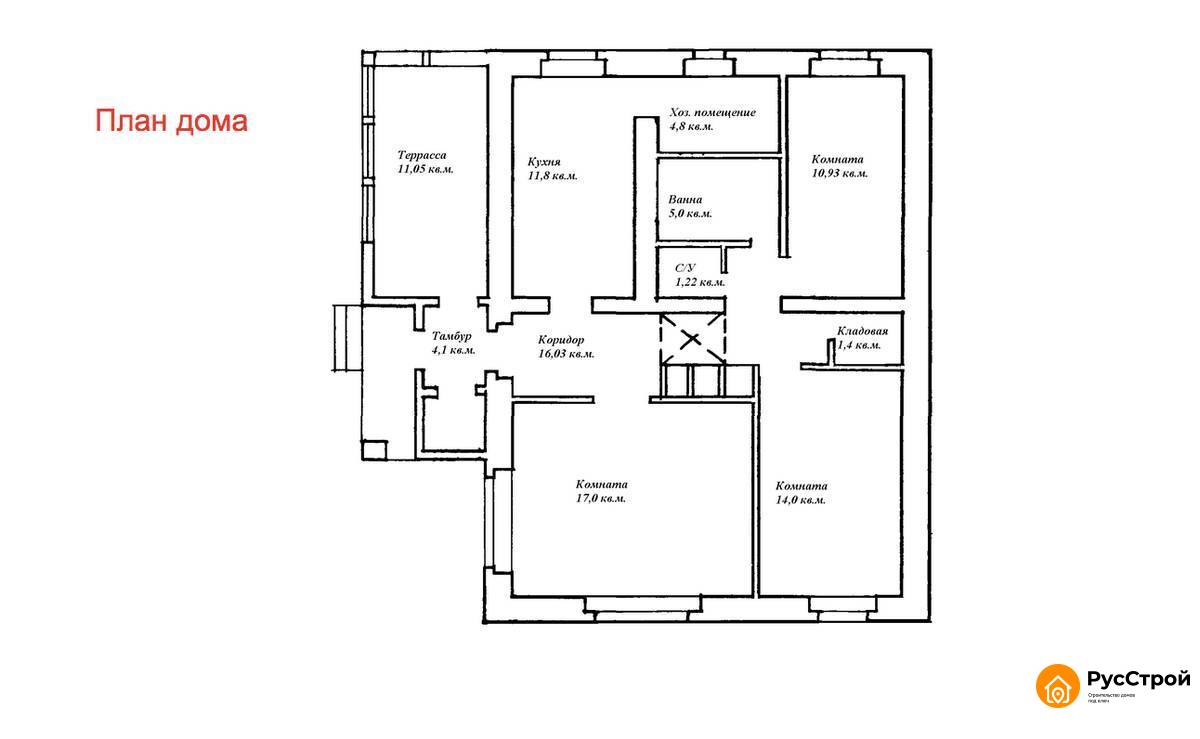 План дома
Терраса
11,05 кв.м.
Кухня
11,8 кв.м.
Хоз. помещение
4,8 кв.м.
Комната
10,93 кв.м.
Ванна
5,0 кв.м.
С/У
1,22 кв.м.
Тамбур
4,1 кв.м.
Коридор
16,03 кв.м.
Кладовая
1,4 кв.м.
Комната
17,0 кв.м.
Комната
14,0 кв.м.
РусСтрой
Строительство домов
под ключ